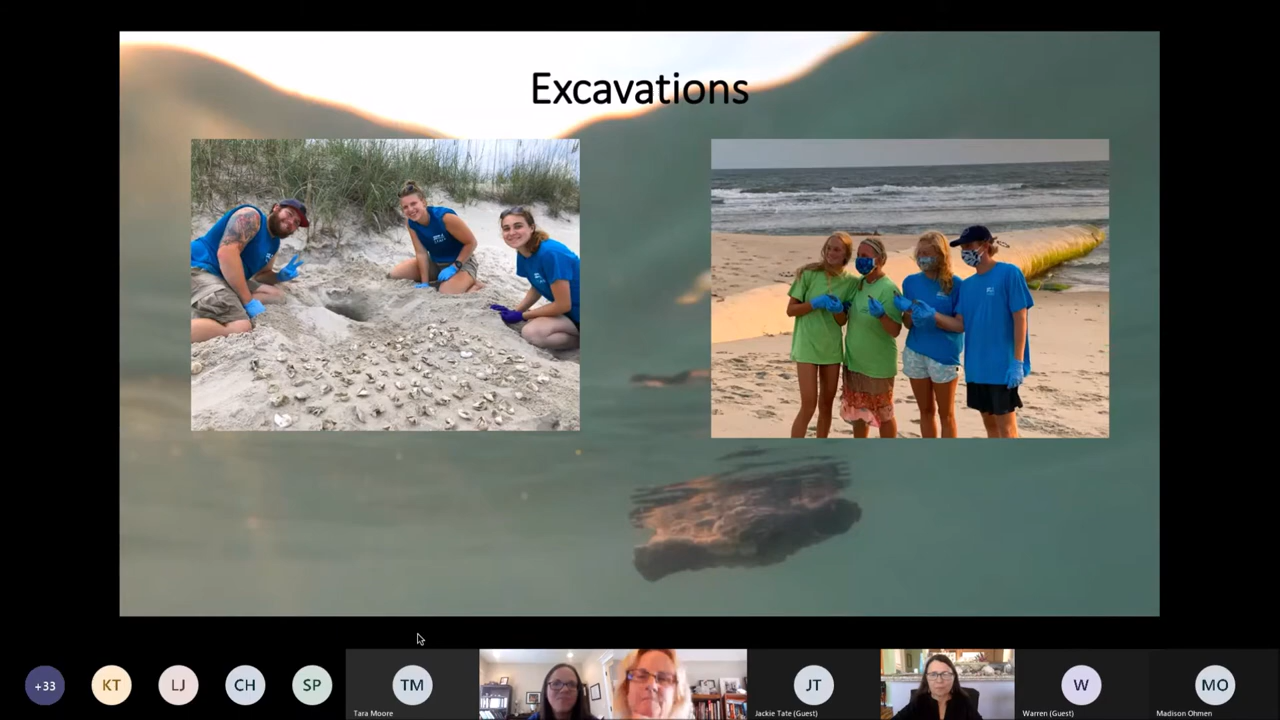 Excavations
+33
KT
LJ
CH
SP
TM
JT
W
MO
Tara Moore
Jackie Tate (Guest)
Warren (Guest)
Madison Ohmen